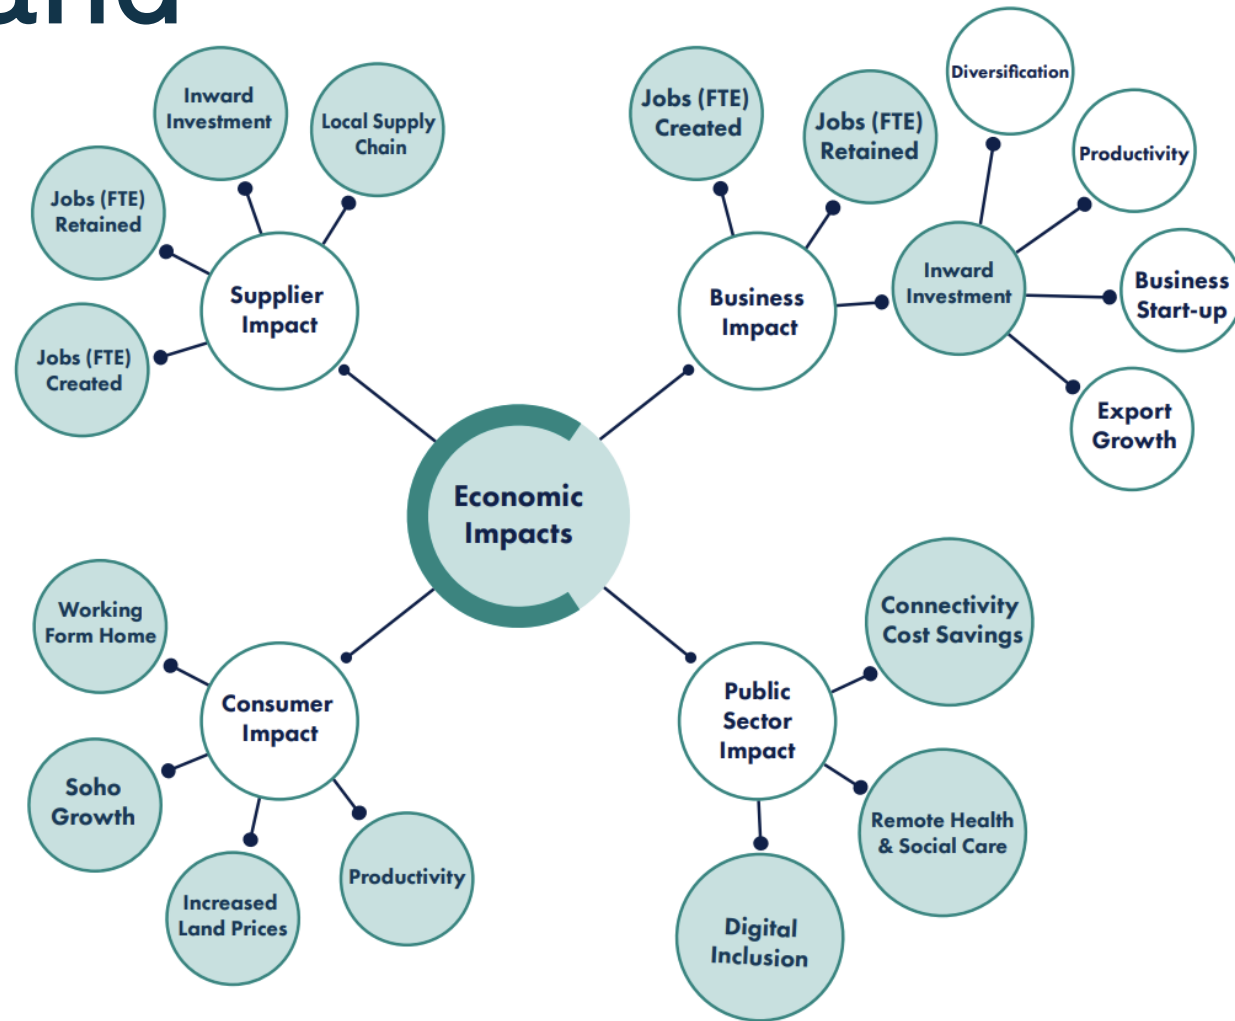 and
Inward
Investment
Local Supply
Chain
Jobs (FTE)
Retained
Jobs (FTE)
Created
Supplier
Impact
Jobs (FTE)
Created
Jobs (FTE)
Retained
Diversification
Productivity
Inward
Investment
Business
Start-up
Export
Growth
Business
Impact
Economic
Impacts
Working
Form Home
Consumer
Impact
Soho
Growth
Increased
Land Prices
Productivity
Public
Sector
Impact
Connectivity
Cost Savings
Remote Health
& Social Care
Digital
Inclusion